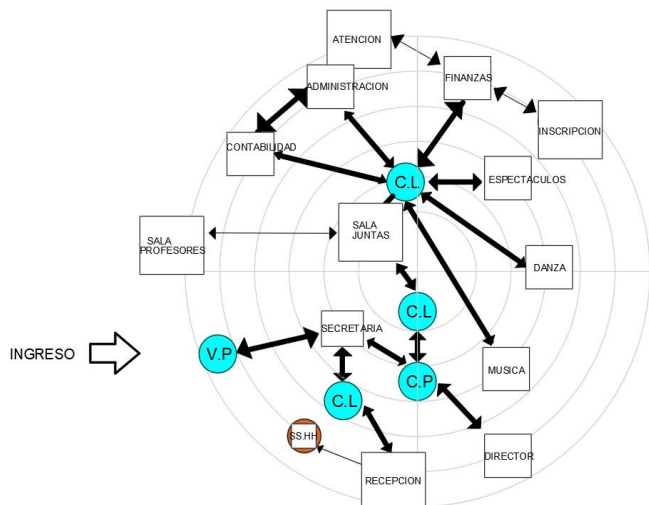 ATENCION
FINANZAS
ADMINISTRACION
INSCRIPCION
CONTABILIDAD
C.L.
ESPECTACULOS
SALA
JUNTAS
SALA
PROFESORES
DANZA
C.L
SECRETARIA
INGRESO
V.P
C.P
MUSICA
C.L
SS.HH
DIRECTOR
RECEPCION